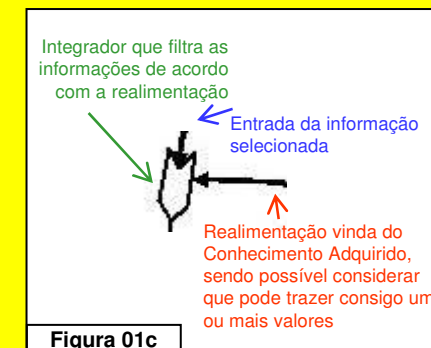 Integrador que filtra as
informações de acordo
com a realimentação
Entrada da informação
selecionada
Realimentação vinda do
Conhecimento Adquirido,
sendo possível considerar
que pode trazer consigo um
ou mais valores
Figura 01c